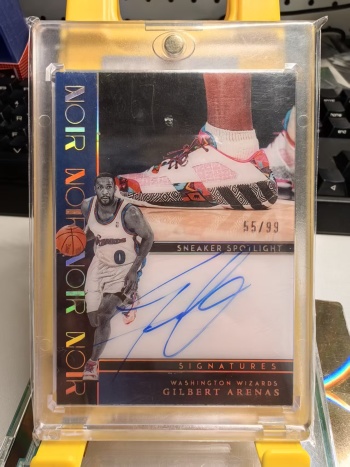 NOIR NOIR NOIR NOIR
55/99
SNEAKER SPOTLIGHT
0
SIGNATURES
WASHINGTON WIZARDS
GILBERT ARENAS